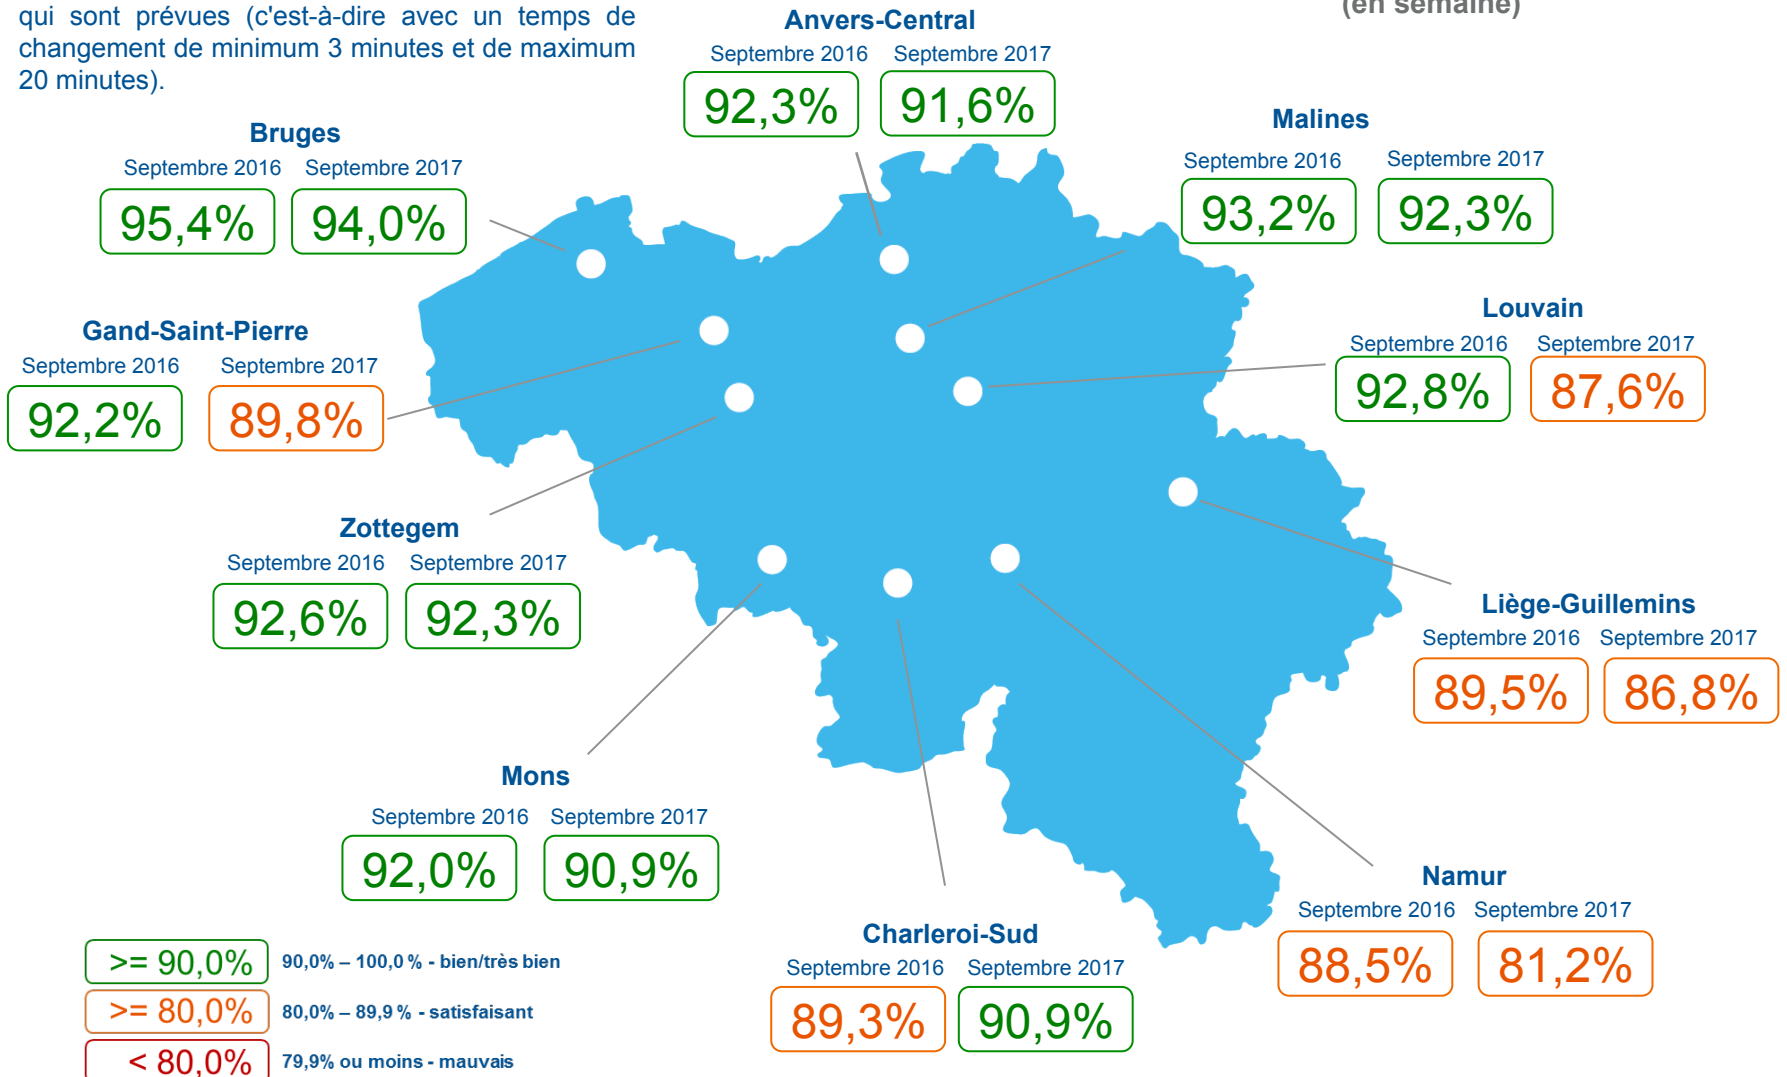 qui sont prévues (c'est-à-dire avec un temps de
changement de minimum 3 minutes et de maximum
20 minutes).
(en semaine)
Anvers-Central
Septembre 2016 Septembre 2017
92,3% 91,6%
Bruges
Septembre 2016 Septembre 2017
95,4% 94,0%
Malines
Septembre 2016 Septembre 2017
93,2% 92,3%
Gand-Saint-Pierre
Septembre 2016 Septembre 2017
92,2% 89,8%
Louvain
Septembre 2016 Septembre 2017
92,8% 87,6%
Zottegem
Septembre 2016 Septembre 2017
92,6% 92,3%
Liège-Guillemins
Septembre 2016 Septembre 2017
89,5% 86,8%
Mons
Septembre 2016 Septembre 2017
92,0% 90,9%
Namur
Septembre 2016 Septembre 2017
88,5% 81,2%
Charleroi-Sud
Septembre 2016 Septembre 2017
89,3% 90,9%
>= 90,0% 90,0% – 100,0 % - bien/très bien
>= 80,0% 80,0% – 89,9 % - satisfaisant
< 80,0% 79,9% ou moins - mauvais